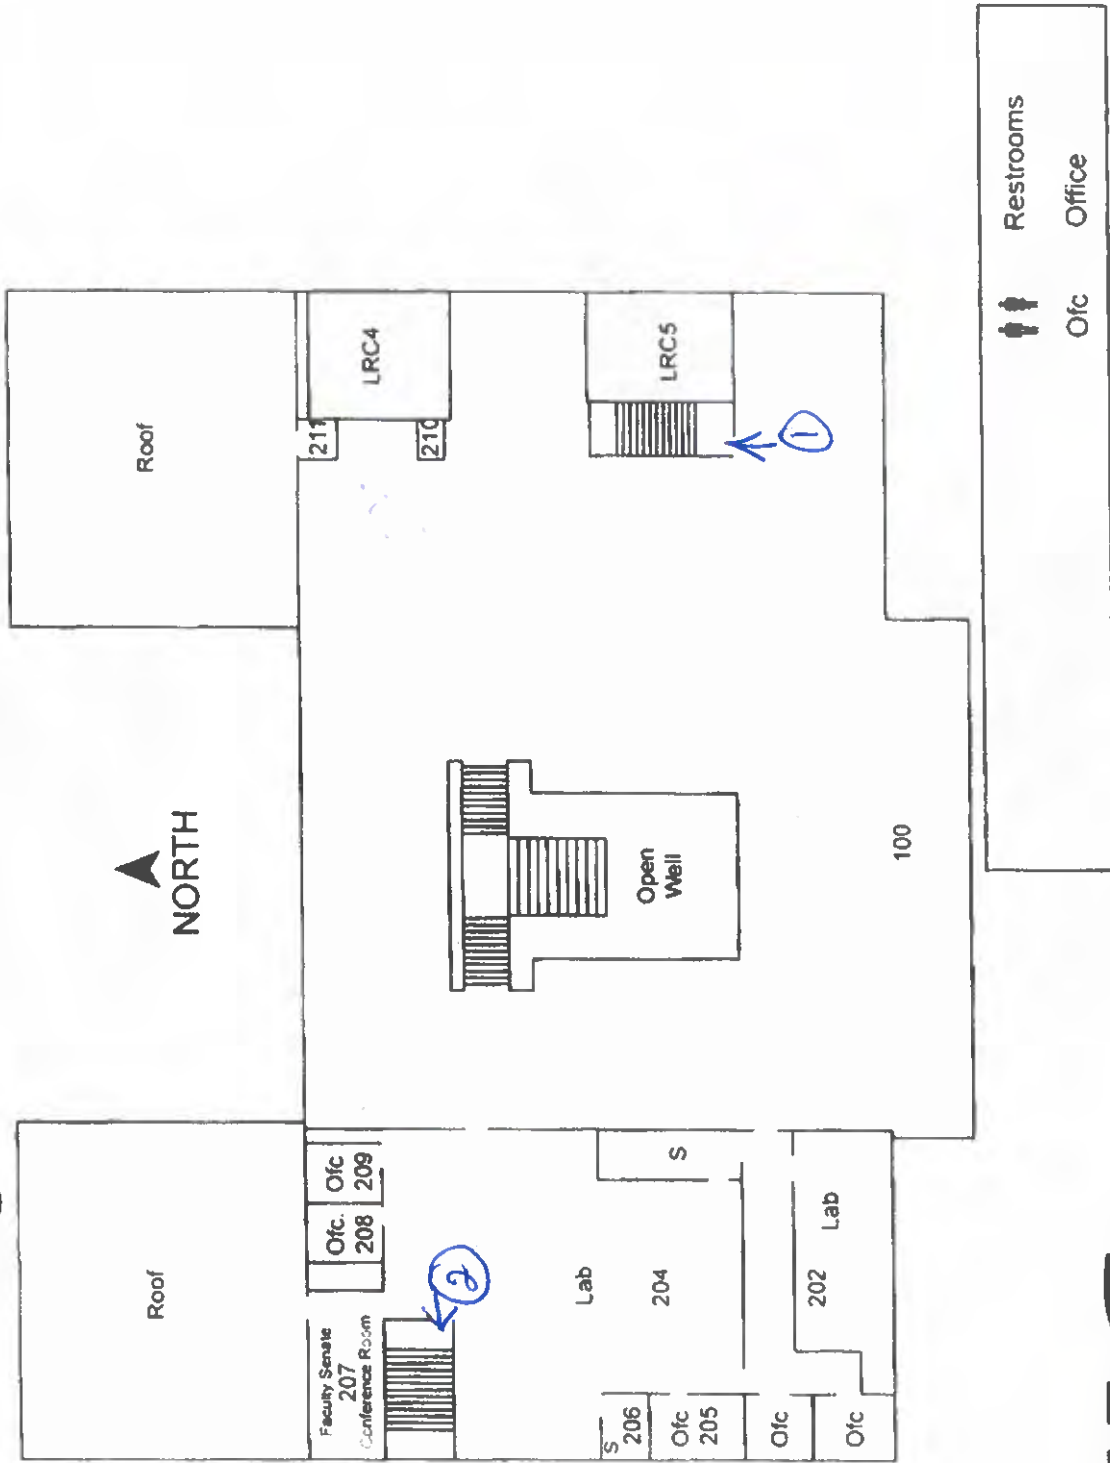 Roof
Roof
NORTH
Faculty Senate
207
Conference Room
Ofc.
208
Ofc
209
211
LRC4
210
2
Lab
204
S
206
Ofc
205
S
Open
Well
LRC5
1
Ofc
Ofc
202
Lab
100
Restrooms
Ofc Office